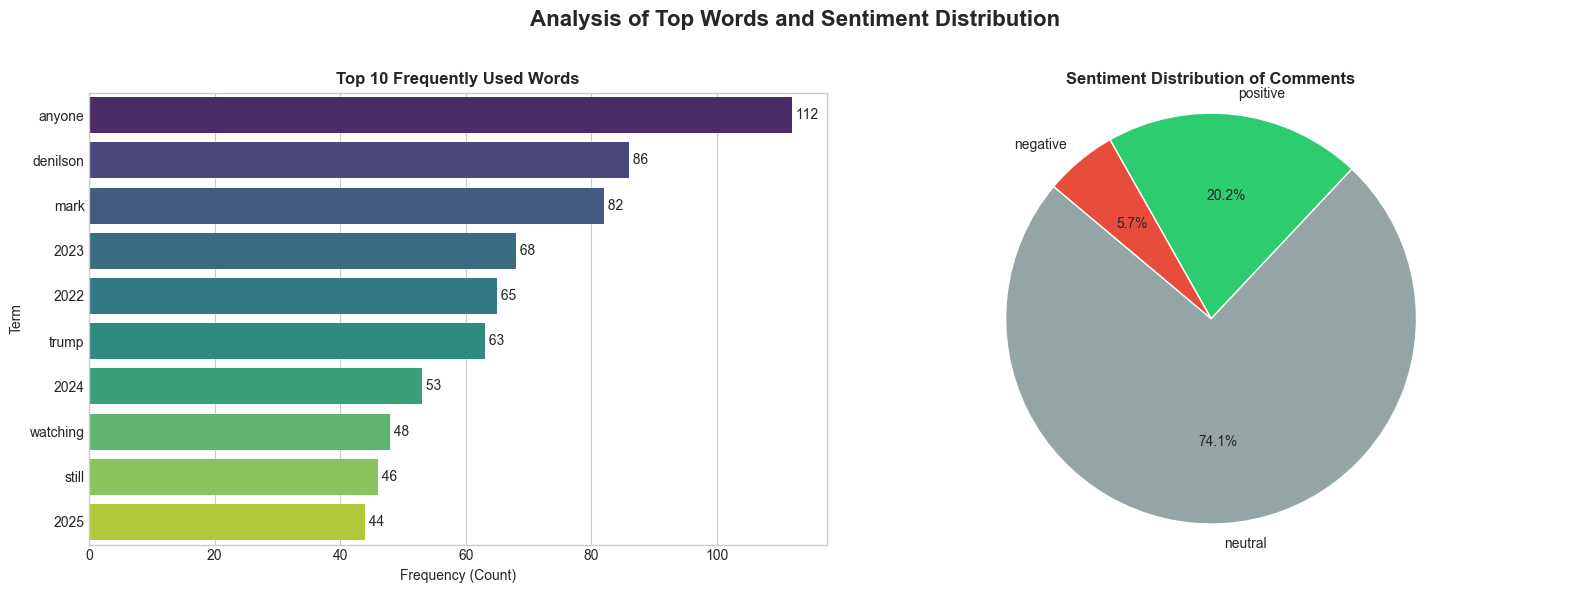 Analysis of Top Words and Sentiment Distribution
Top 10 Frequently Used Words
Term
anyone 112
denilson 86
mark 82
2023 68
2022 65
trump 63
2024 53
watching 48
still 46
2025 44
0 20 40 60 80 100
Frequency (Count)
Sentiment Distribution of Comments
positive
negative
20.2%
5.7%
74.1%
neutral